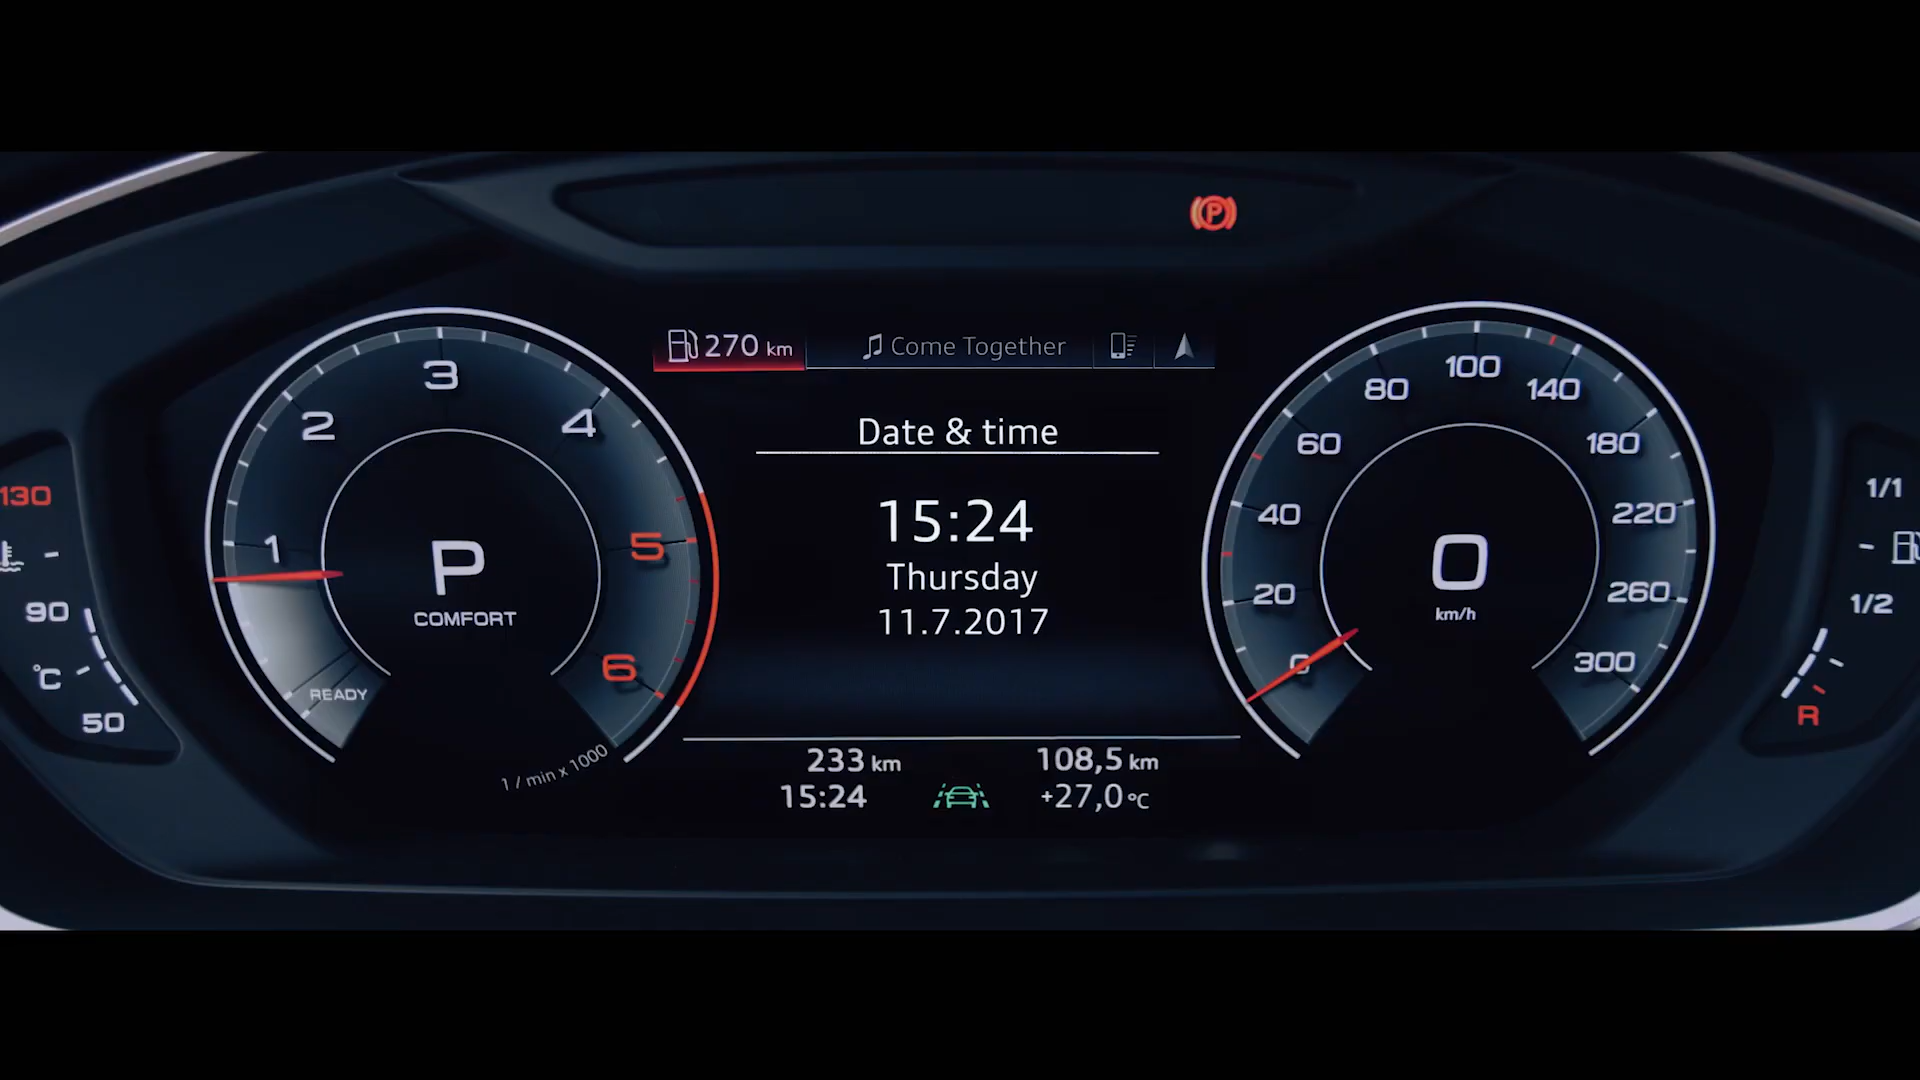 270 km
Come Together
Date & time
15:24
Thursday
11.7.2017
233 km
108,5 km
15:24
+27,0 °C
1
2
3
4
5
6
READY
P
COMFORT
1 / min x 1000
130
90
°C
50
P
0
20
40
60
80
100
140
180
220
260
300
0
km/h
1/1
1/2
R